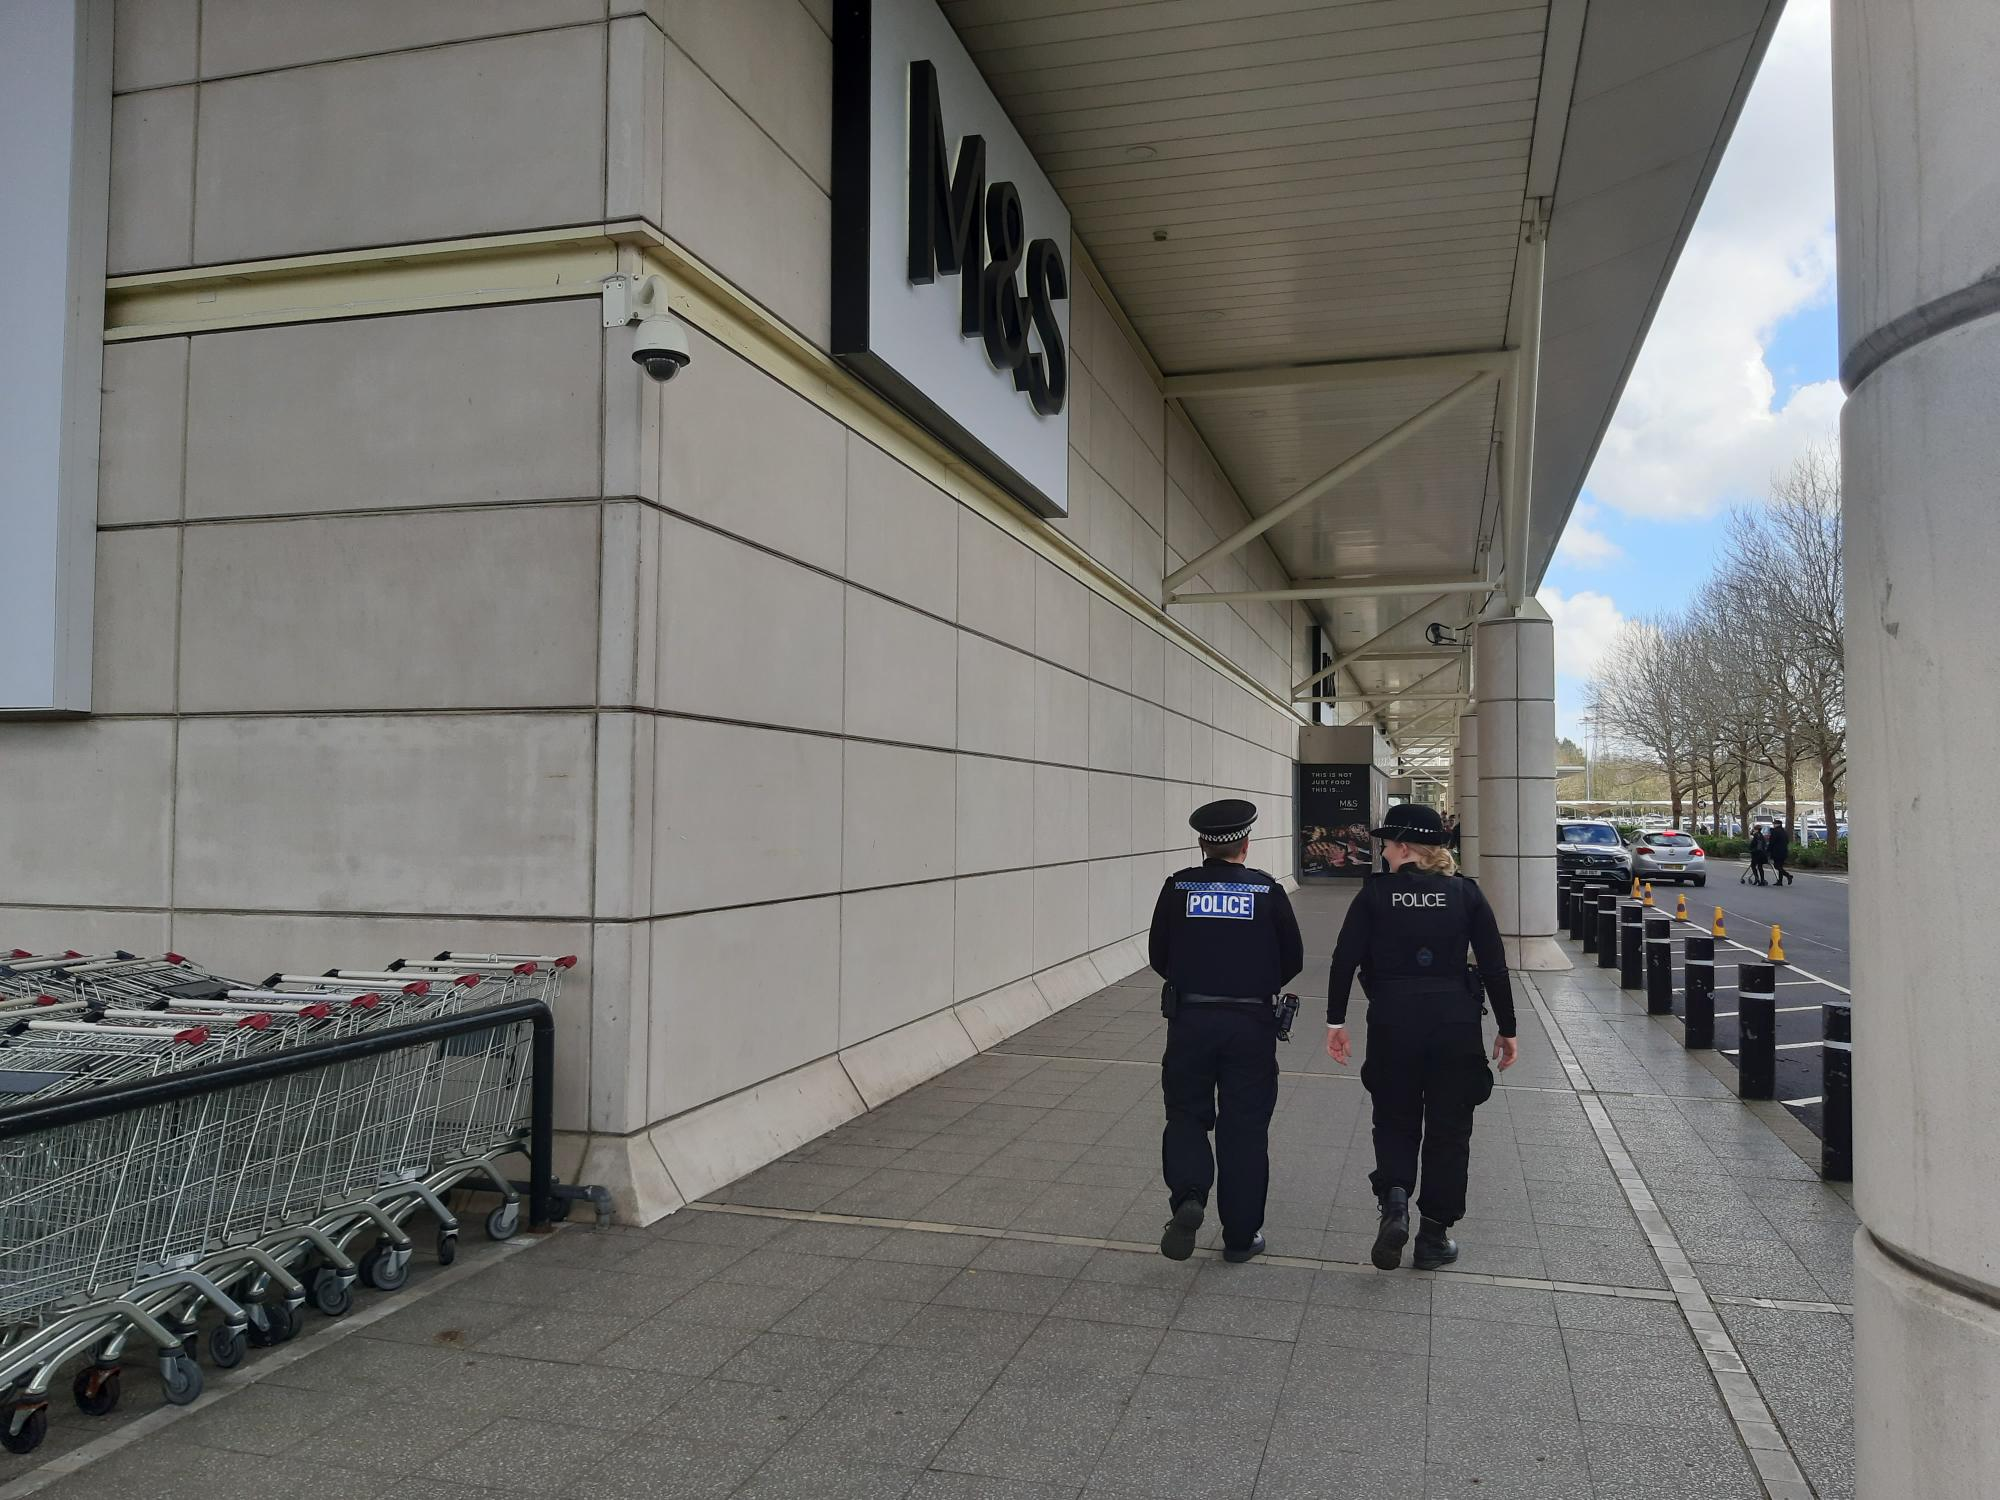 M&S
THIS IS NOT
JUST FOOD
THIS IS...
M&S
POLICE
POLICE